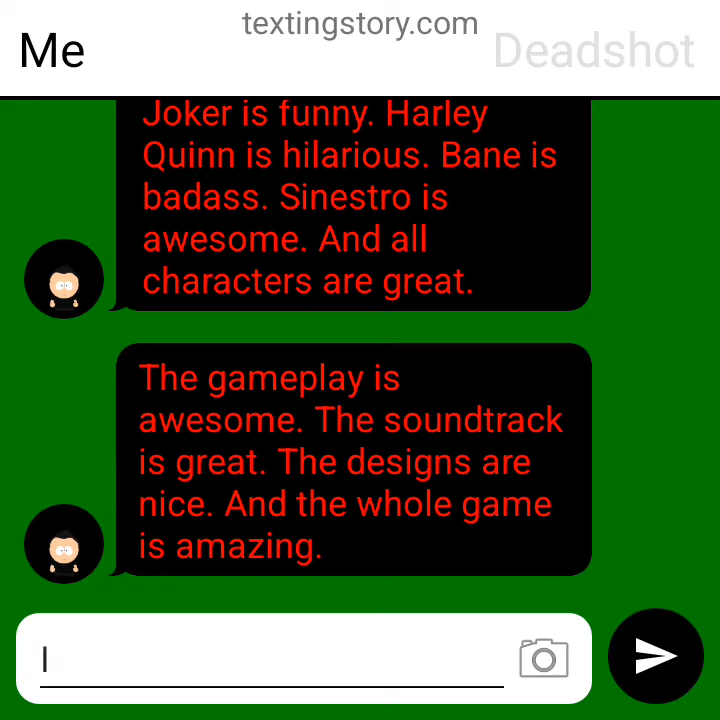 textingstory.com
Me
Deadshot
Joker is funny. Harley
Quinn is hilarious. Bane is
badass. Sinestro is
awesome. And all
characters are great.
The gameplay is
awesome. The soundtrack
is great. The designs are
nice. And the whole game
is amazing.
I